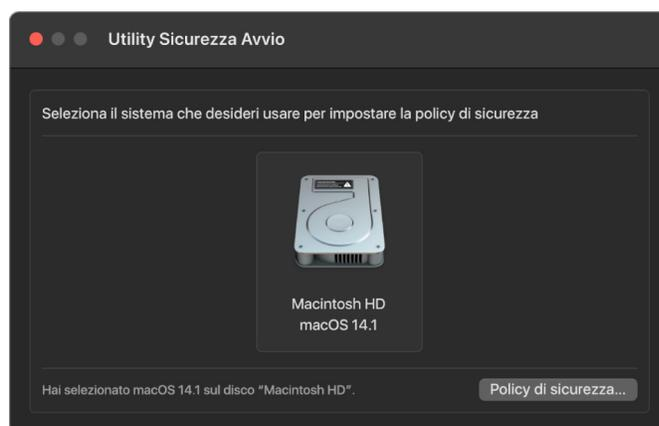 Utility Sicurezza Avvio
Seleziona il sistema che desideri usare per impostare la policy di sicurezza
Macintosh HD
macOS 14.1
Hai selezionato macOS 14.1 sul disco "Macintosh HD".
Policy di sicurezza...